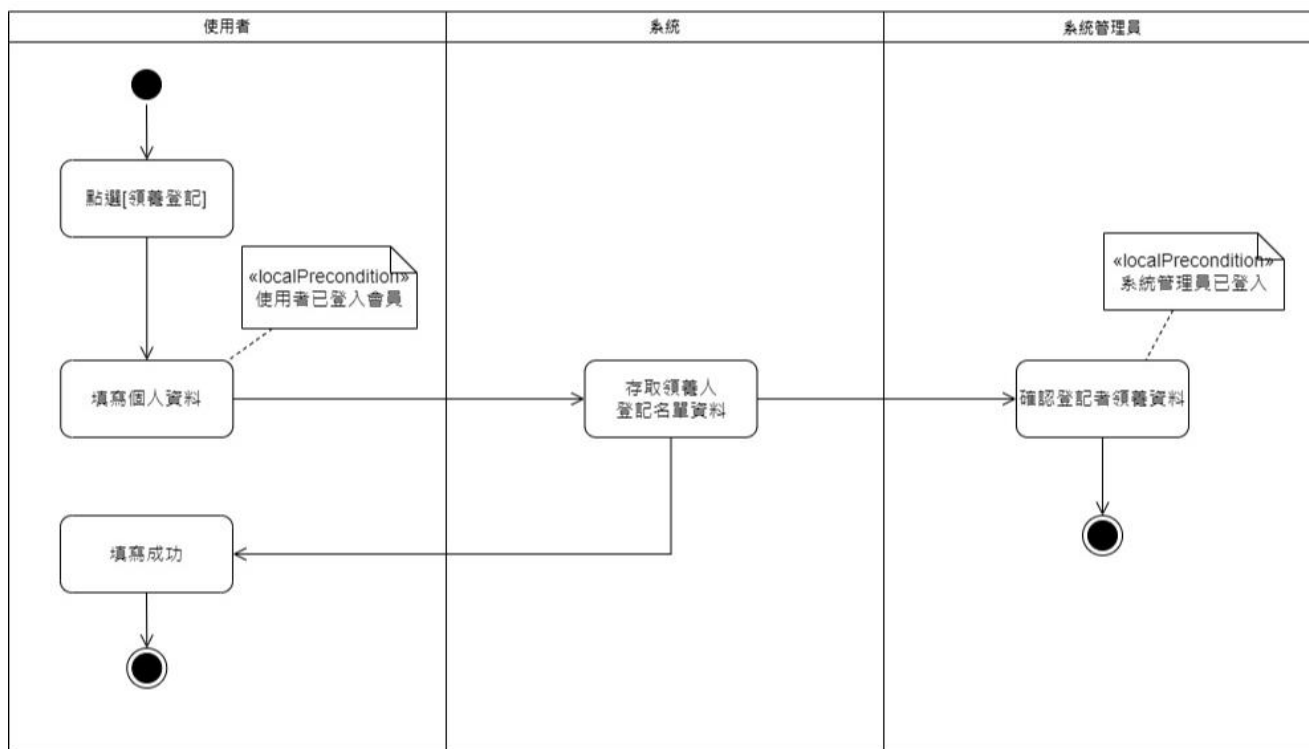 使用者
系統
系統管理員
點選[領養登記]
«localPrecondition»
使用者已登入會員
«localPrecondition»
系統管理員已登入
填寫個人資料
存取領養人
登記名單資料
確認登記者領養資料
填寫成功